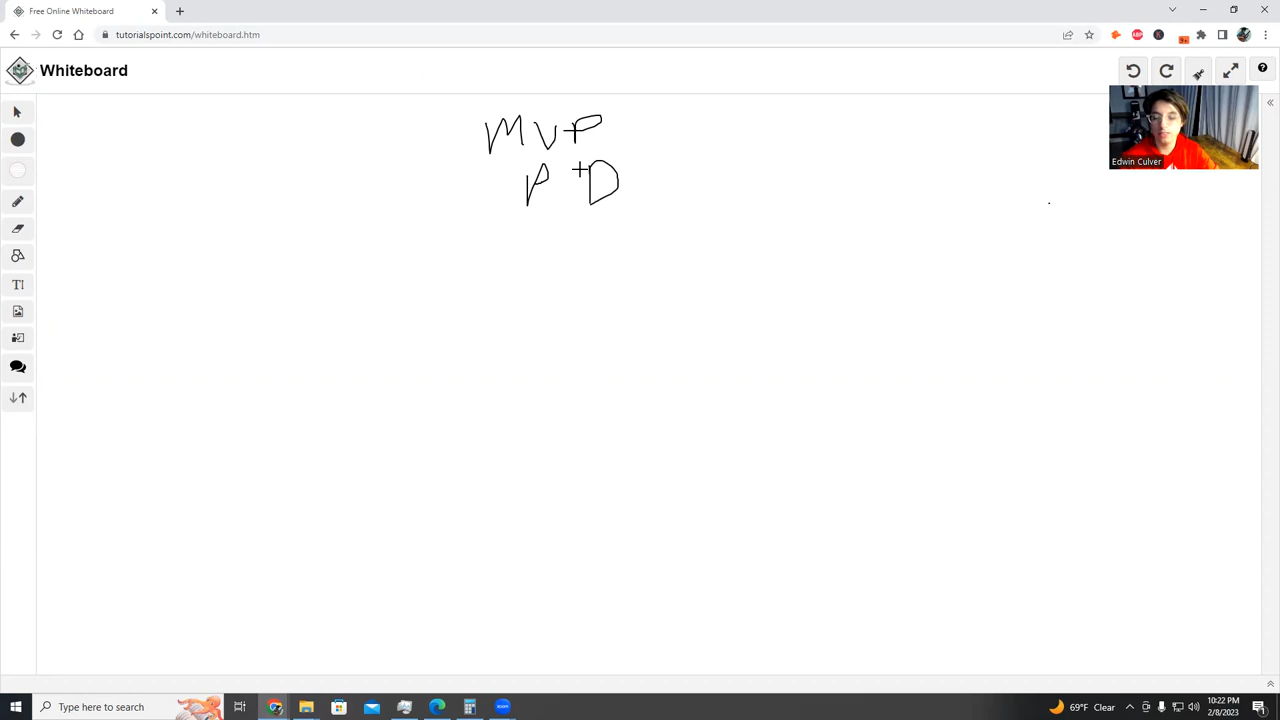 Free Online Whiteboard
tutorialspoint.com/whiteboard.htm
Whiteboard
MVP
P D
Edwin Culver
Type here to search
69°F Clear
10:22 PM
2/8/2023